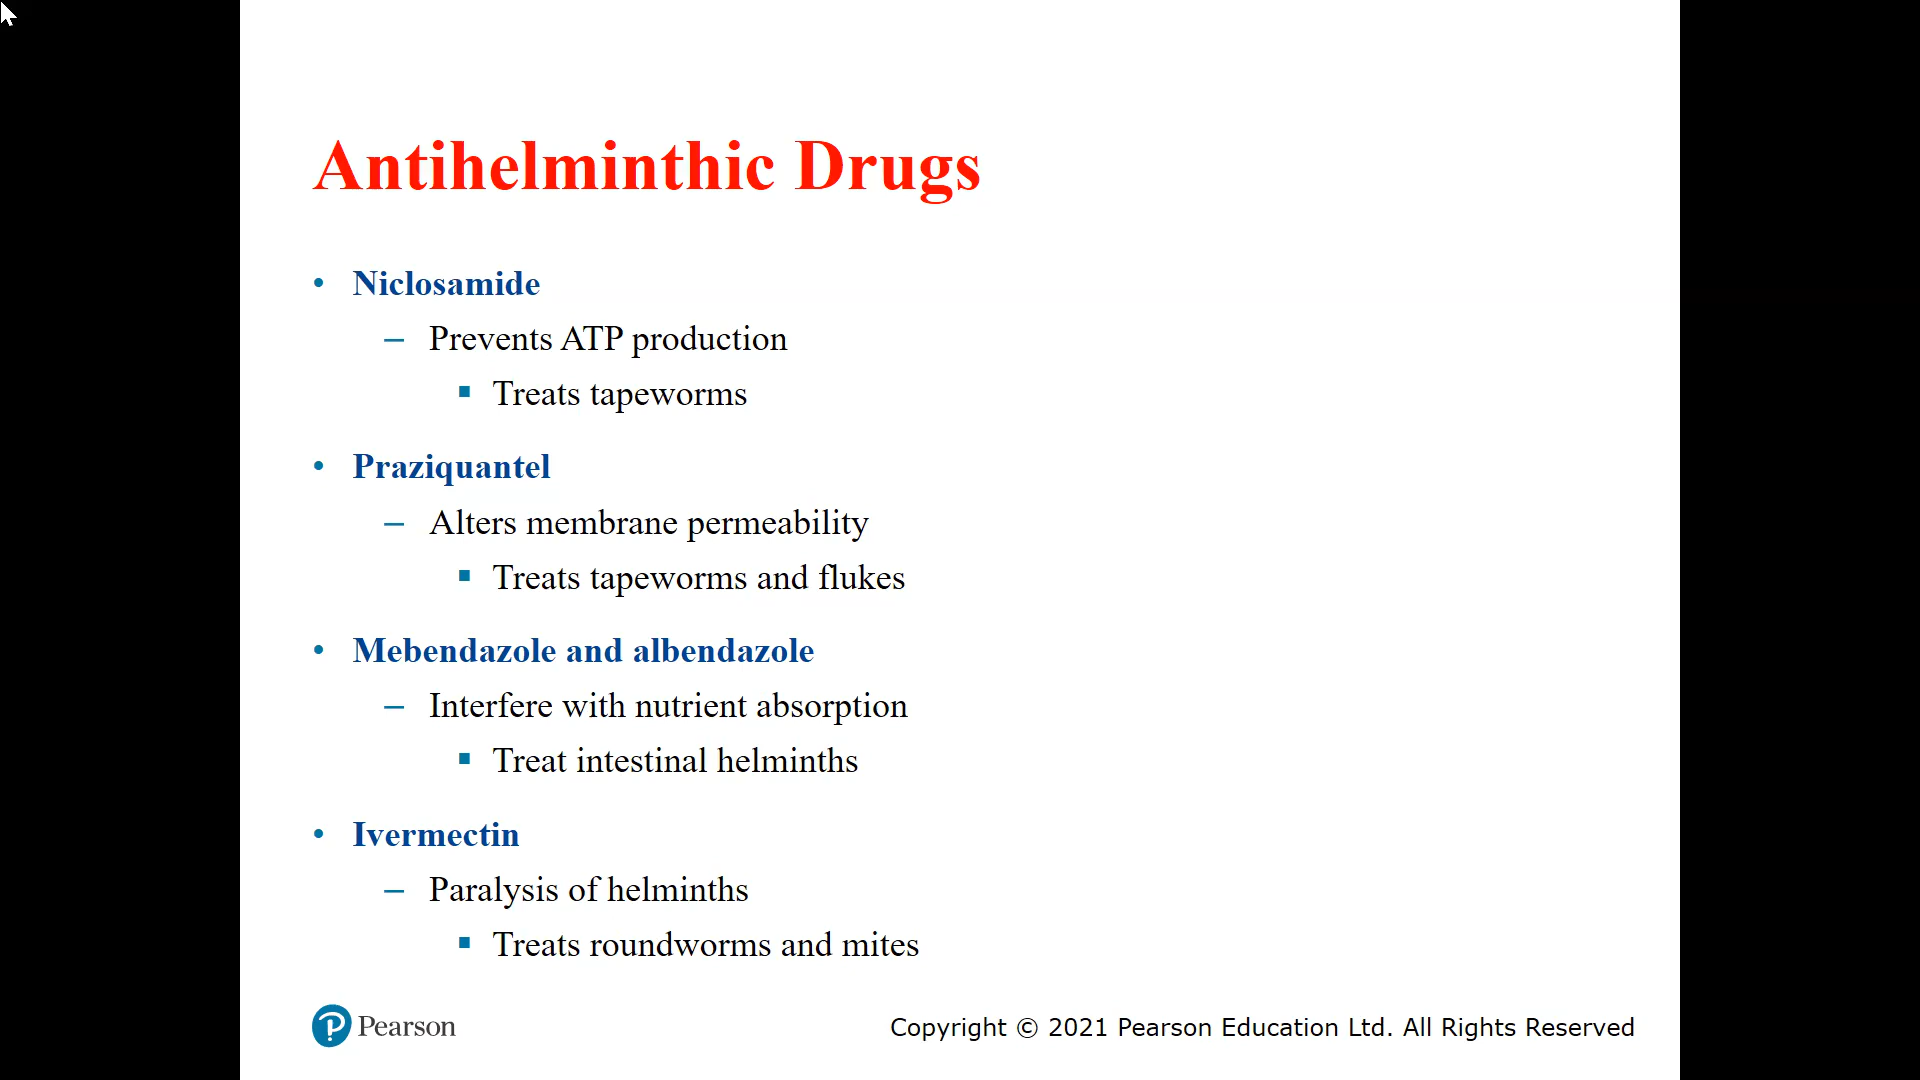 Antihelminthic Drugs
• Niclosamide
– Prevents ATP production
▪ Treats tapeworms
• Praziquantel
– Alters membrane permeability
▪ Treats tapeworms and flukes
• Mebendazole and albendazole
– Interfere with nutrient absorption
▪ Treat intestinal helminths
• Ivermectin
– Paralysis of helminths
▪ Treats roundworms and mites
Pearson
Copyright © 2021 Pearson Education Ltd. All Rights Reserved